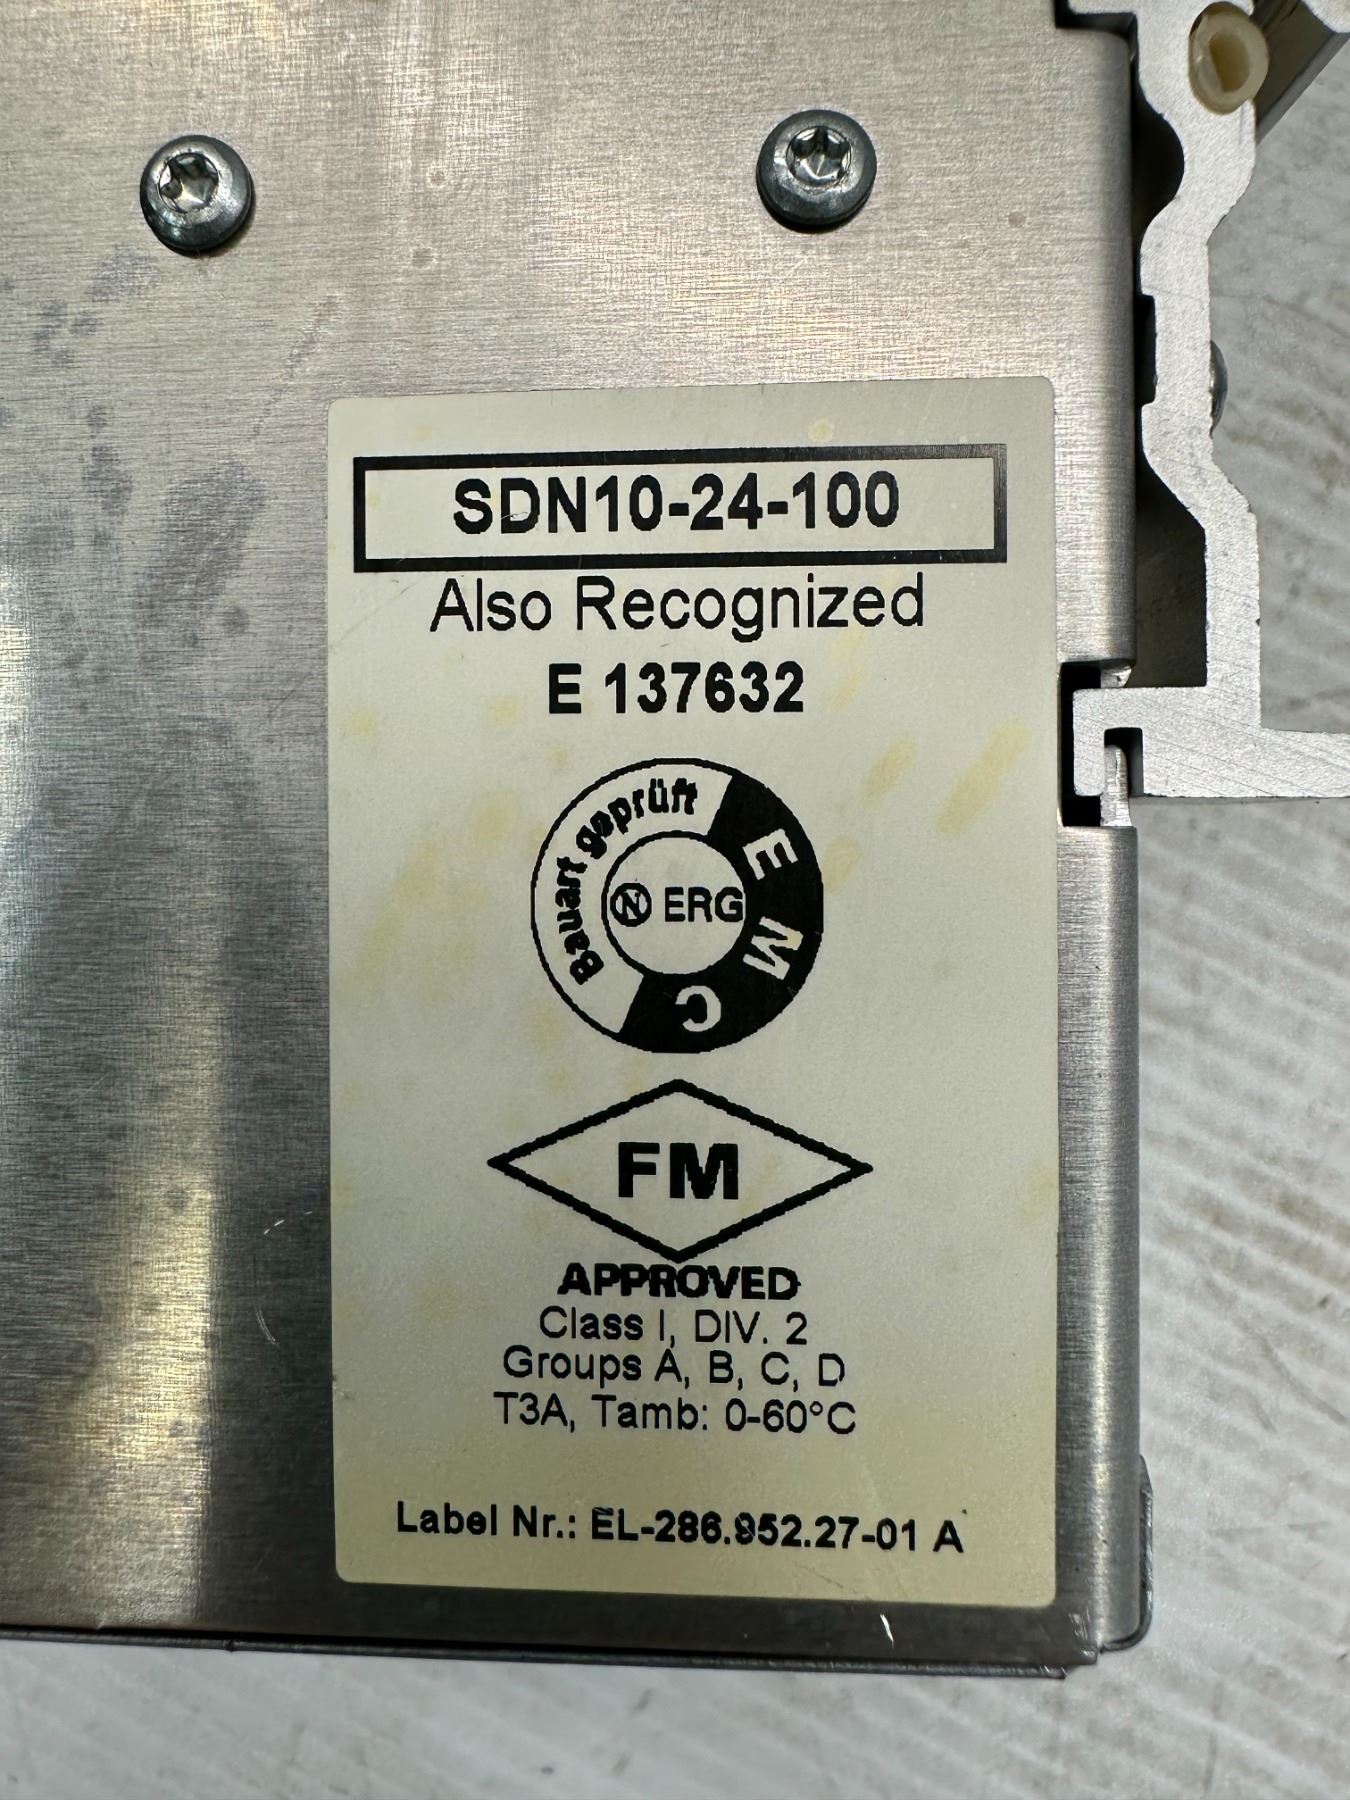 SDN10-24-100
Also Recognized
E 137632
Bauart geprüft
EMC
N ERG
FM
APPROVED
Class I, DIV. 2
Groups A, B, C, D
T3A, Tamb: 0-60°C
Label Nr.: EL-286.952.27-01 A